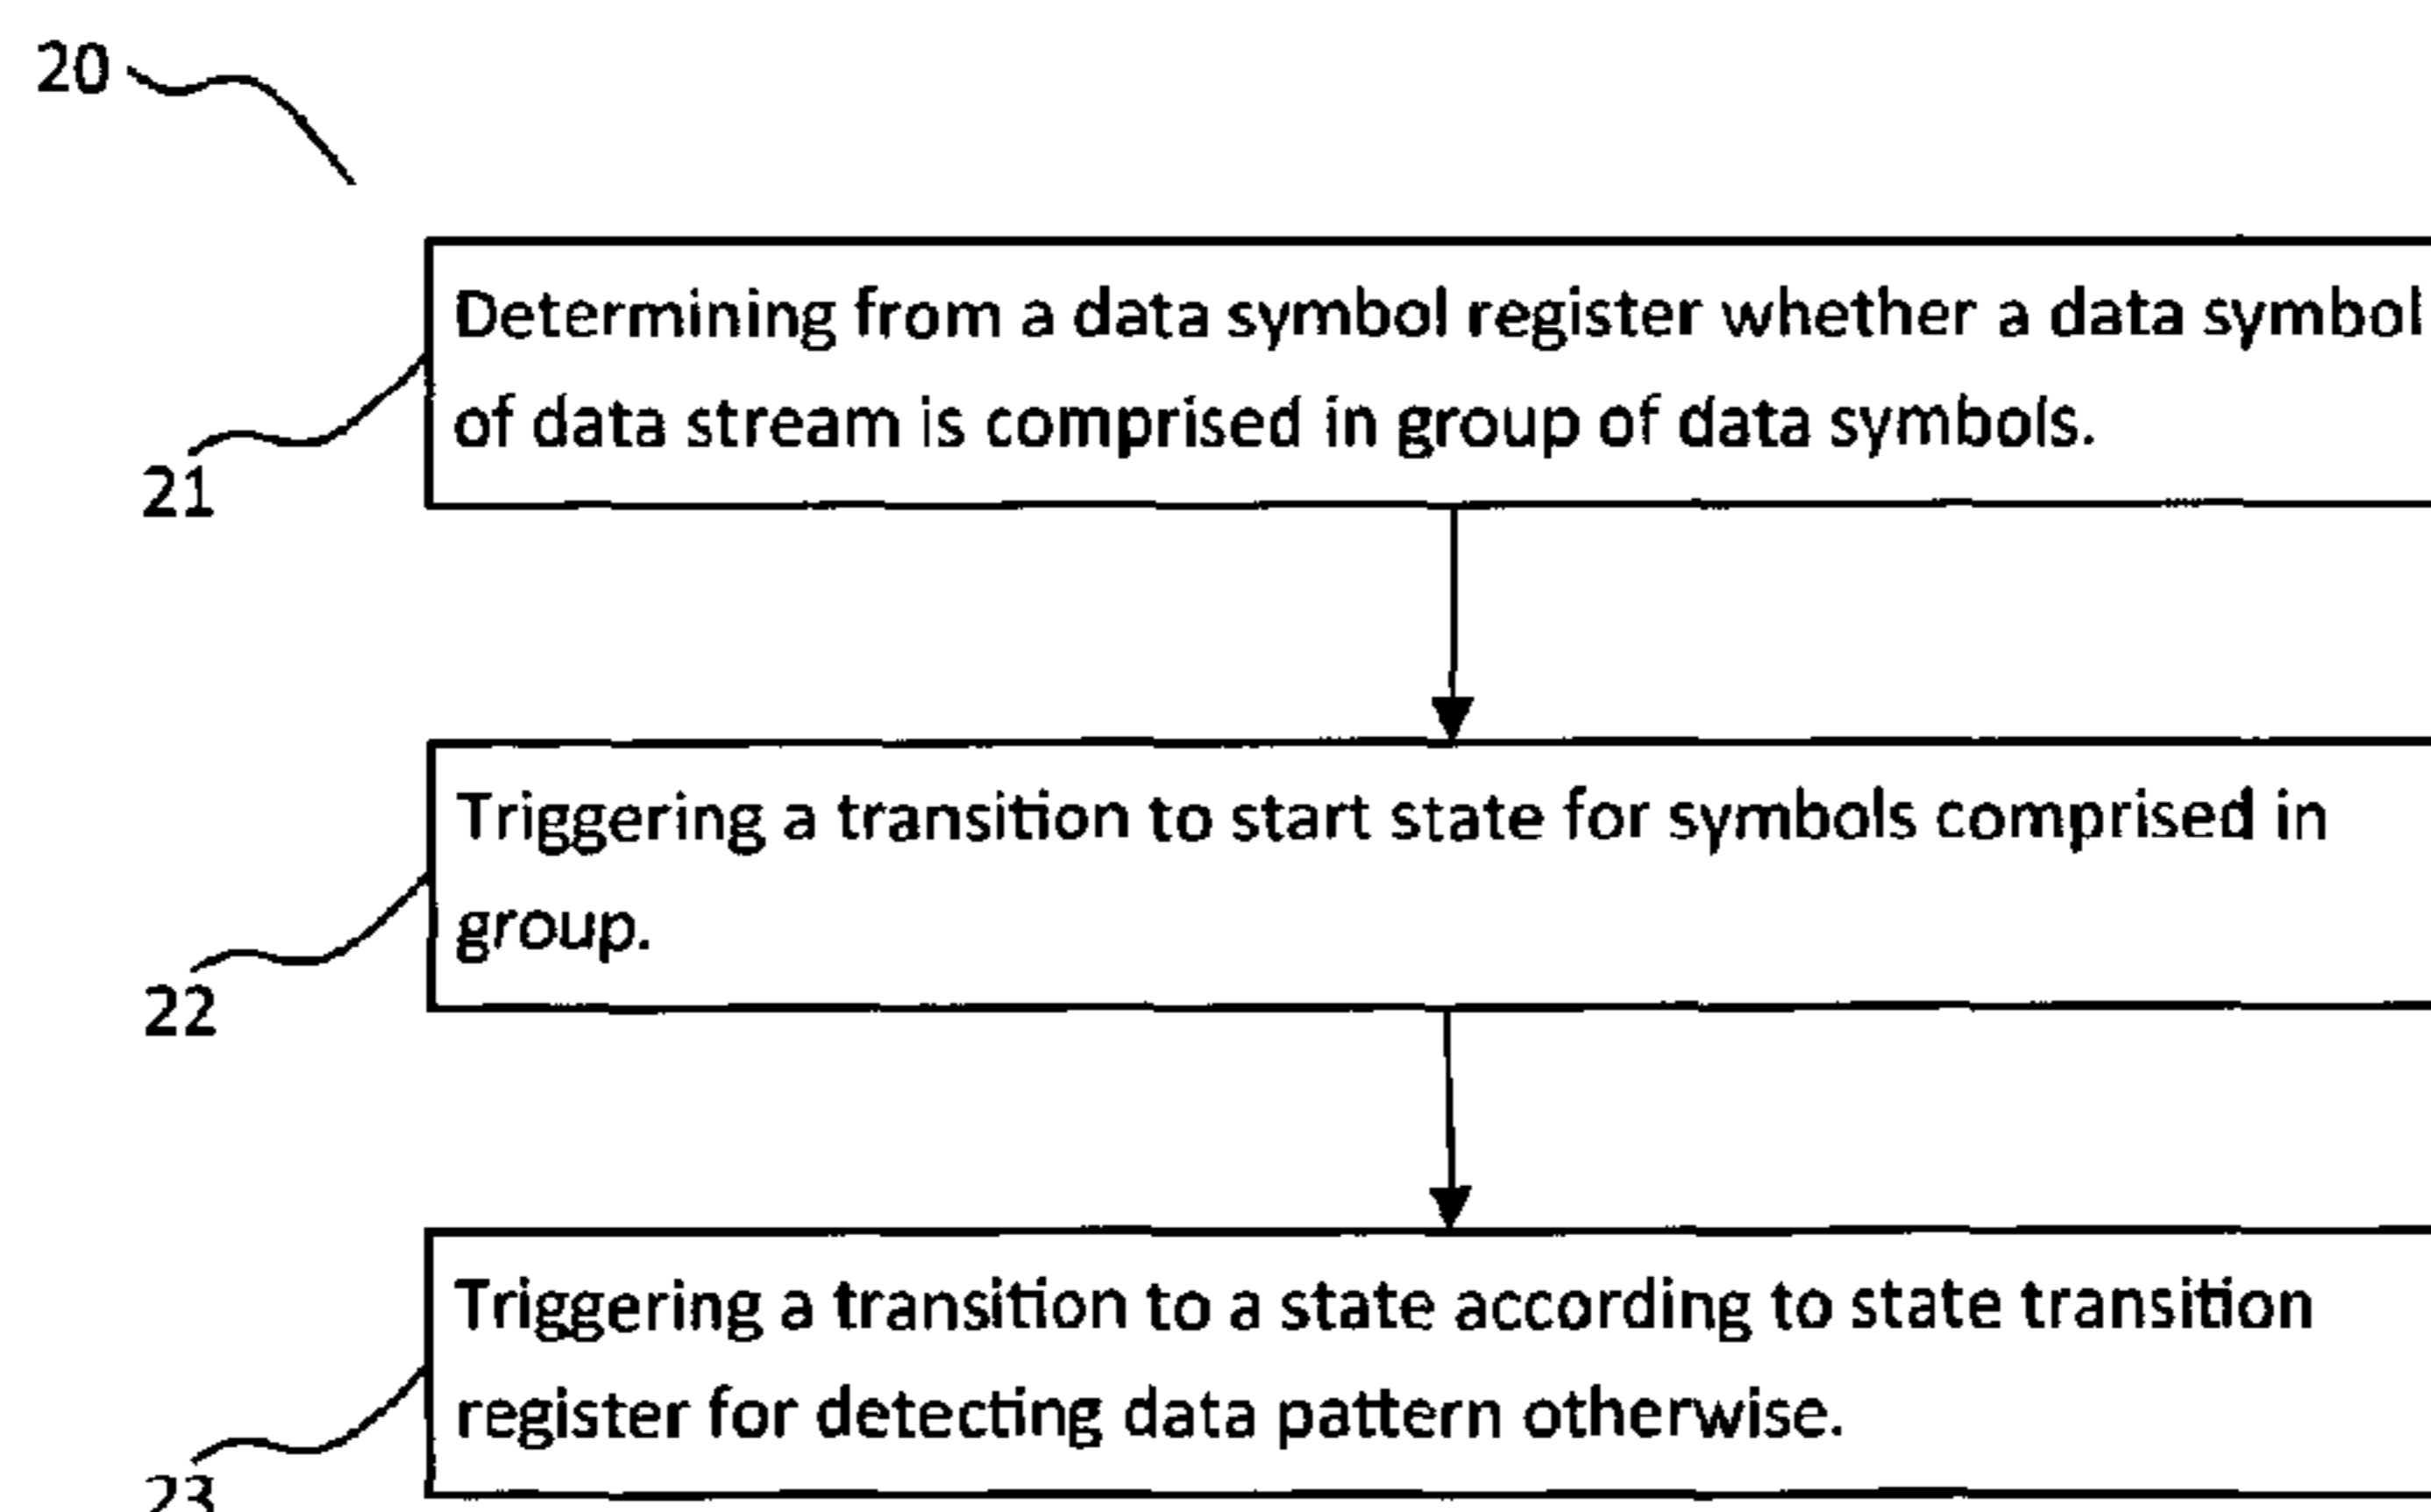 20
Determining from a data symbol register whether a data symbol
of data stream is comprised in group of data symbols.
21
Triggering a transition to start state for symbols comprised in
group.
22
Triggering a transition to a state according to state transition
register for detecting data pattern otherwise.
23